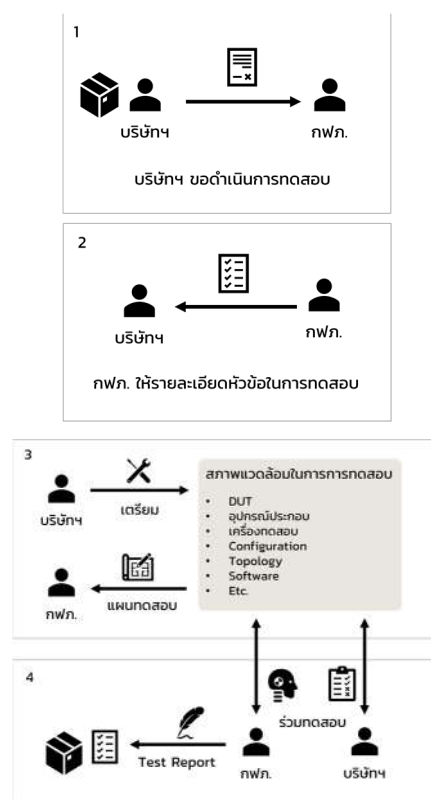 1
บริษัทฯ
กฟภ.
บริษัทฯ ขอดำเนินการทดสอบ
2
บริษัทฯ
กฟภ.
กฟภ. ให้รายละเอียดหัวข้อในการทดสอบ
3
บริษัทฯ
เตรียม
กฟภ.
แผนทดสอบ
สภาพแวดล้อมในการการทดสอบ
• DUT
• อุปกรณ์ประกอบ
• เครื่องทดสอบ
• Configuration
• Topology
• Software
• Etc.
4
ร่วมทดสอบ
Test Report
กฟภ.
บริษัทฯ